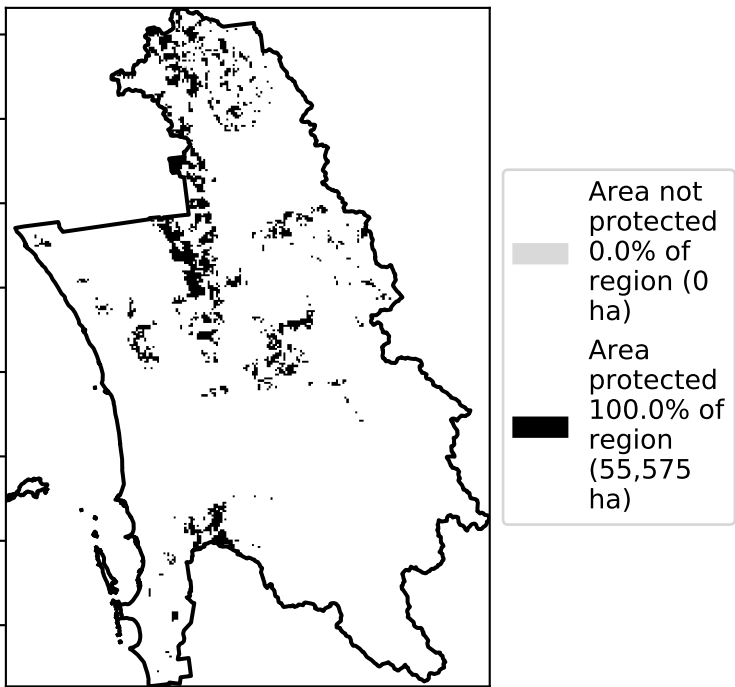 Area not
protected
0.0% of
region (0
ha)
Area
protected
100.0% of
region
(55,575
ha)